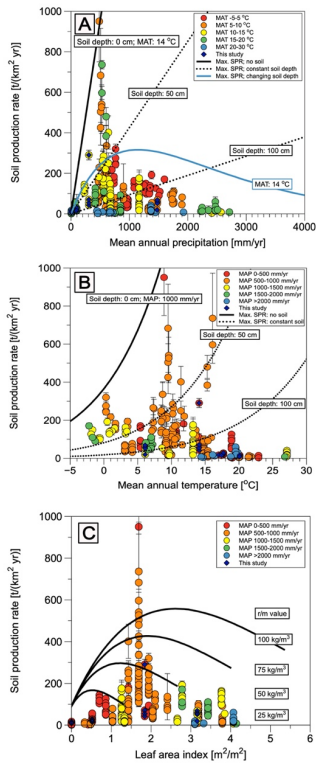 A
Soil depth: 0 cm; MAT: 14 °C
MAT -5-5 °C
MAT 5-10 °C
MAT 10-15 °C
MAT 15-20 °C
MAT 20-30 °C
This study
Max. SPR; no soil
Max. SPR; constant soil depth
Max. SPR; changing soil depth
Soil depth: 50 cm
Soil depth: 100 cm
MAT: 14 °C
Soil production rate [t/(km² yr)]
1000
800
600
400
200
0
0 1000 2000 3000 4000
Mean annual precipitation [mm/yr]
B
Soil depth: 0 cm; MAP: 1000 mm/yr
MAP 0-500 mm/yr
MAP 500-1000 mm/yr
MAP 1000-1500 mm/yr
MAP 1500-2000 mm/yr
MAP >2000 mm/yr
This study
Max. SPR; no soil
Max. SPR; constant soil
50 cm
Soil depth: 100 cm
Soil production rate [t/(km² yr)]
1000
800
600
400
200
0
−5 0 5 10 15 20 25 30
Mean annual temperature [°C]
C
MAP 0-500 mm/yr
MAP 500-1000 mm/yr
MAP 1000-1500 mm/yr
MAP 1500-2000 mm/yr
MAP >2000 mm/yr
This study
r/m value
100 kg/m³
75 kg/m³
50 kg/m³
25 kg/m³
Soil production rate [t/(km² yr)]
1000
800
600
400
200
0
0 1 2 3 4 5 6
Leaf area index [m²/m²]